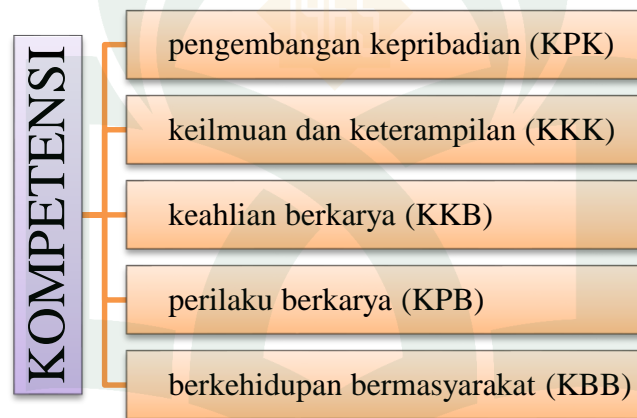 KOMPETENSI
pengembangan kepribadian (KPK)
keilmuan dan keterampilan (KKK)
keahlian berkarya (KKB)
perilaku berkarya (KPB)
berkehidupan bermasyarakat (KBB)